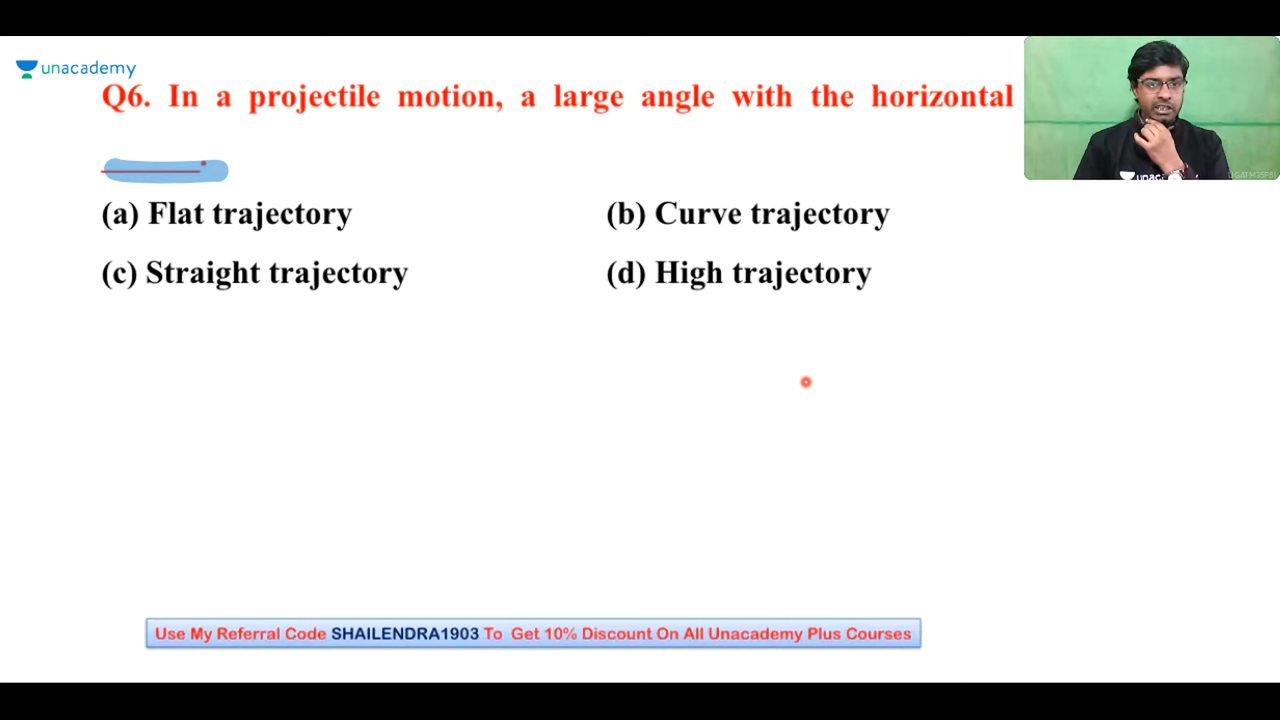 unacademy
Q6. In a projectile motion, a large angle with the horizontal
(a) Flat trajectory (b) Curve trajectory
(c) Straight trajectory (d) High trajectory
Use My Referral Code SHAILENDRA1903 To Get 10% Discount On All Unacademy Plus Courses